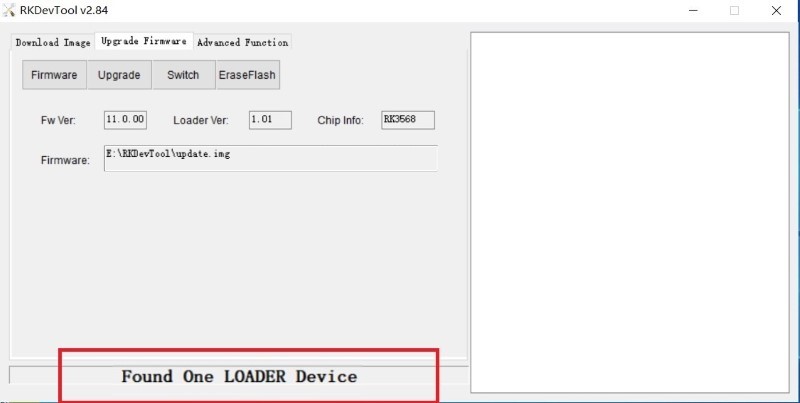 RKDevTool v2.84
Download Image Upgrade Firmware Advanced Function
Firmware Upgrade Switch EraseFlash
Fw Ver: 11.0.00 Loader Ver: 1.01 Chip Info: RK3568
Firmware: E:\RKDevTool\update.img
Found One LOADER Device